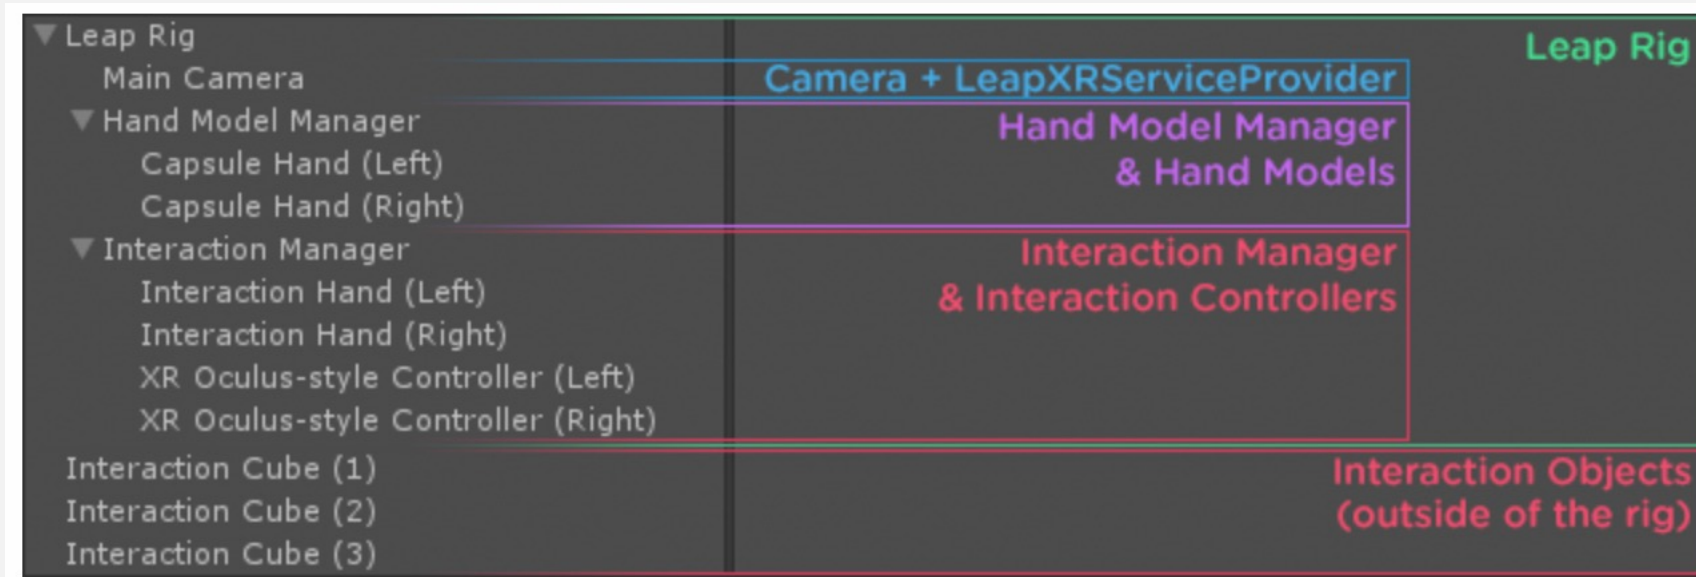 Leap Rig
Leap Rig
Main Camera
Camera + LeapXRServiceProvider
Hand Model Manager
Hand Model Manager
Capsule Hand (Left)
& Hand Models
Capsule Hand (Right)
Interaction Manager
Interaction Manager
Interaction Hand (Left)
& Interaction Controllers
Interaction Hand (Right)
XR Oculus-style Controller (Left)
XR Oculus-style Controller (Right)
Interaction Cube (1)
Interaction Objects
Interaction Cube (2)
(outside of the rig)
Interaction Cube (3)